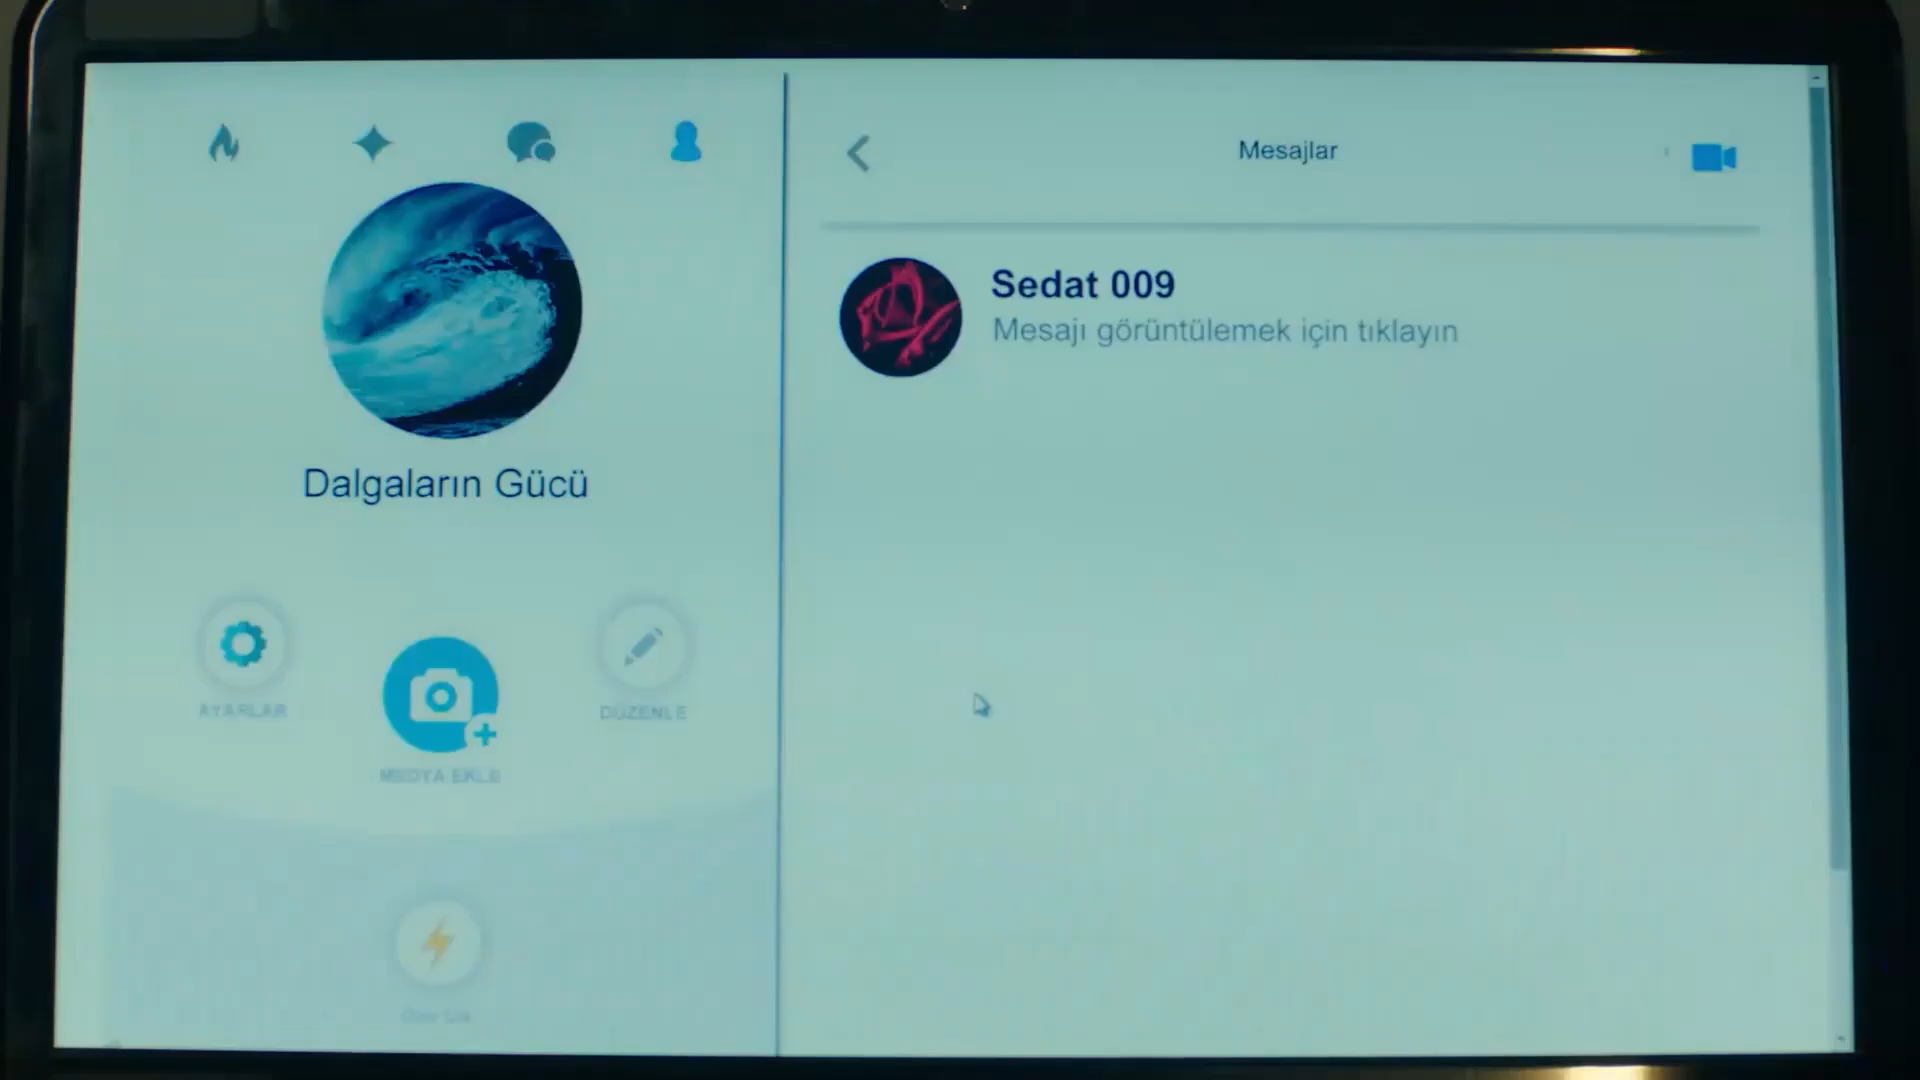 Mesajlar
Sedat 009
Mesajı görüntülemek için tıklayın
Dalgaların Gücü
AYARLAR
DÜZENLE
MEDYA EKLE